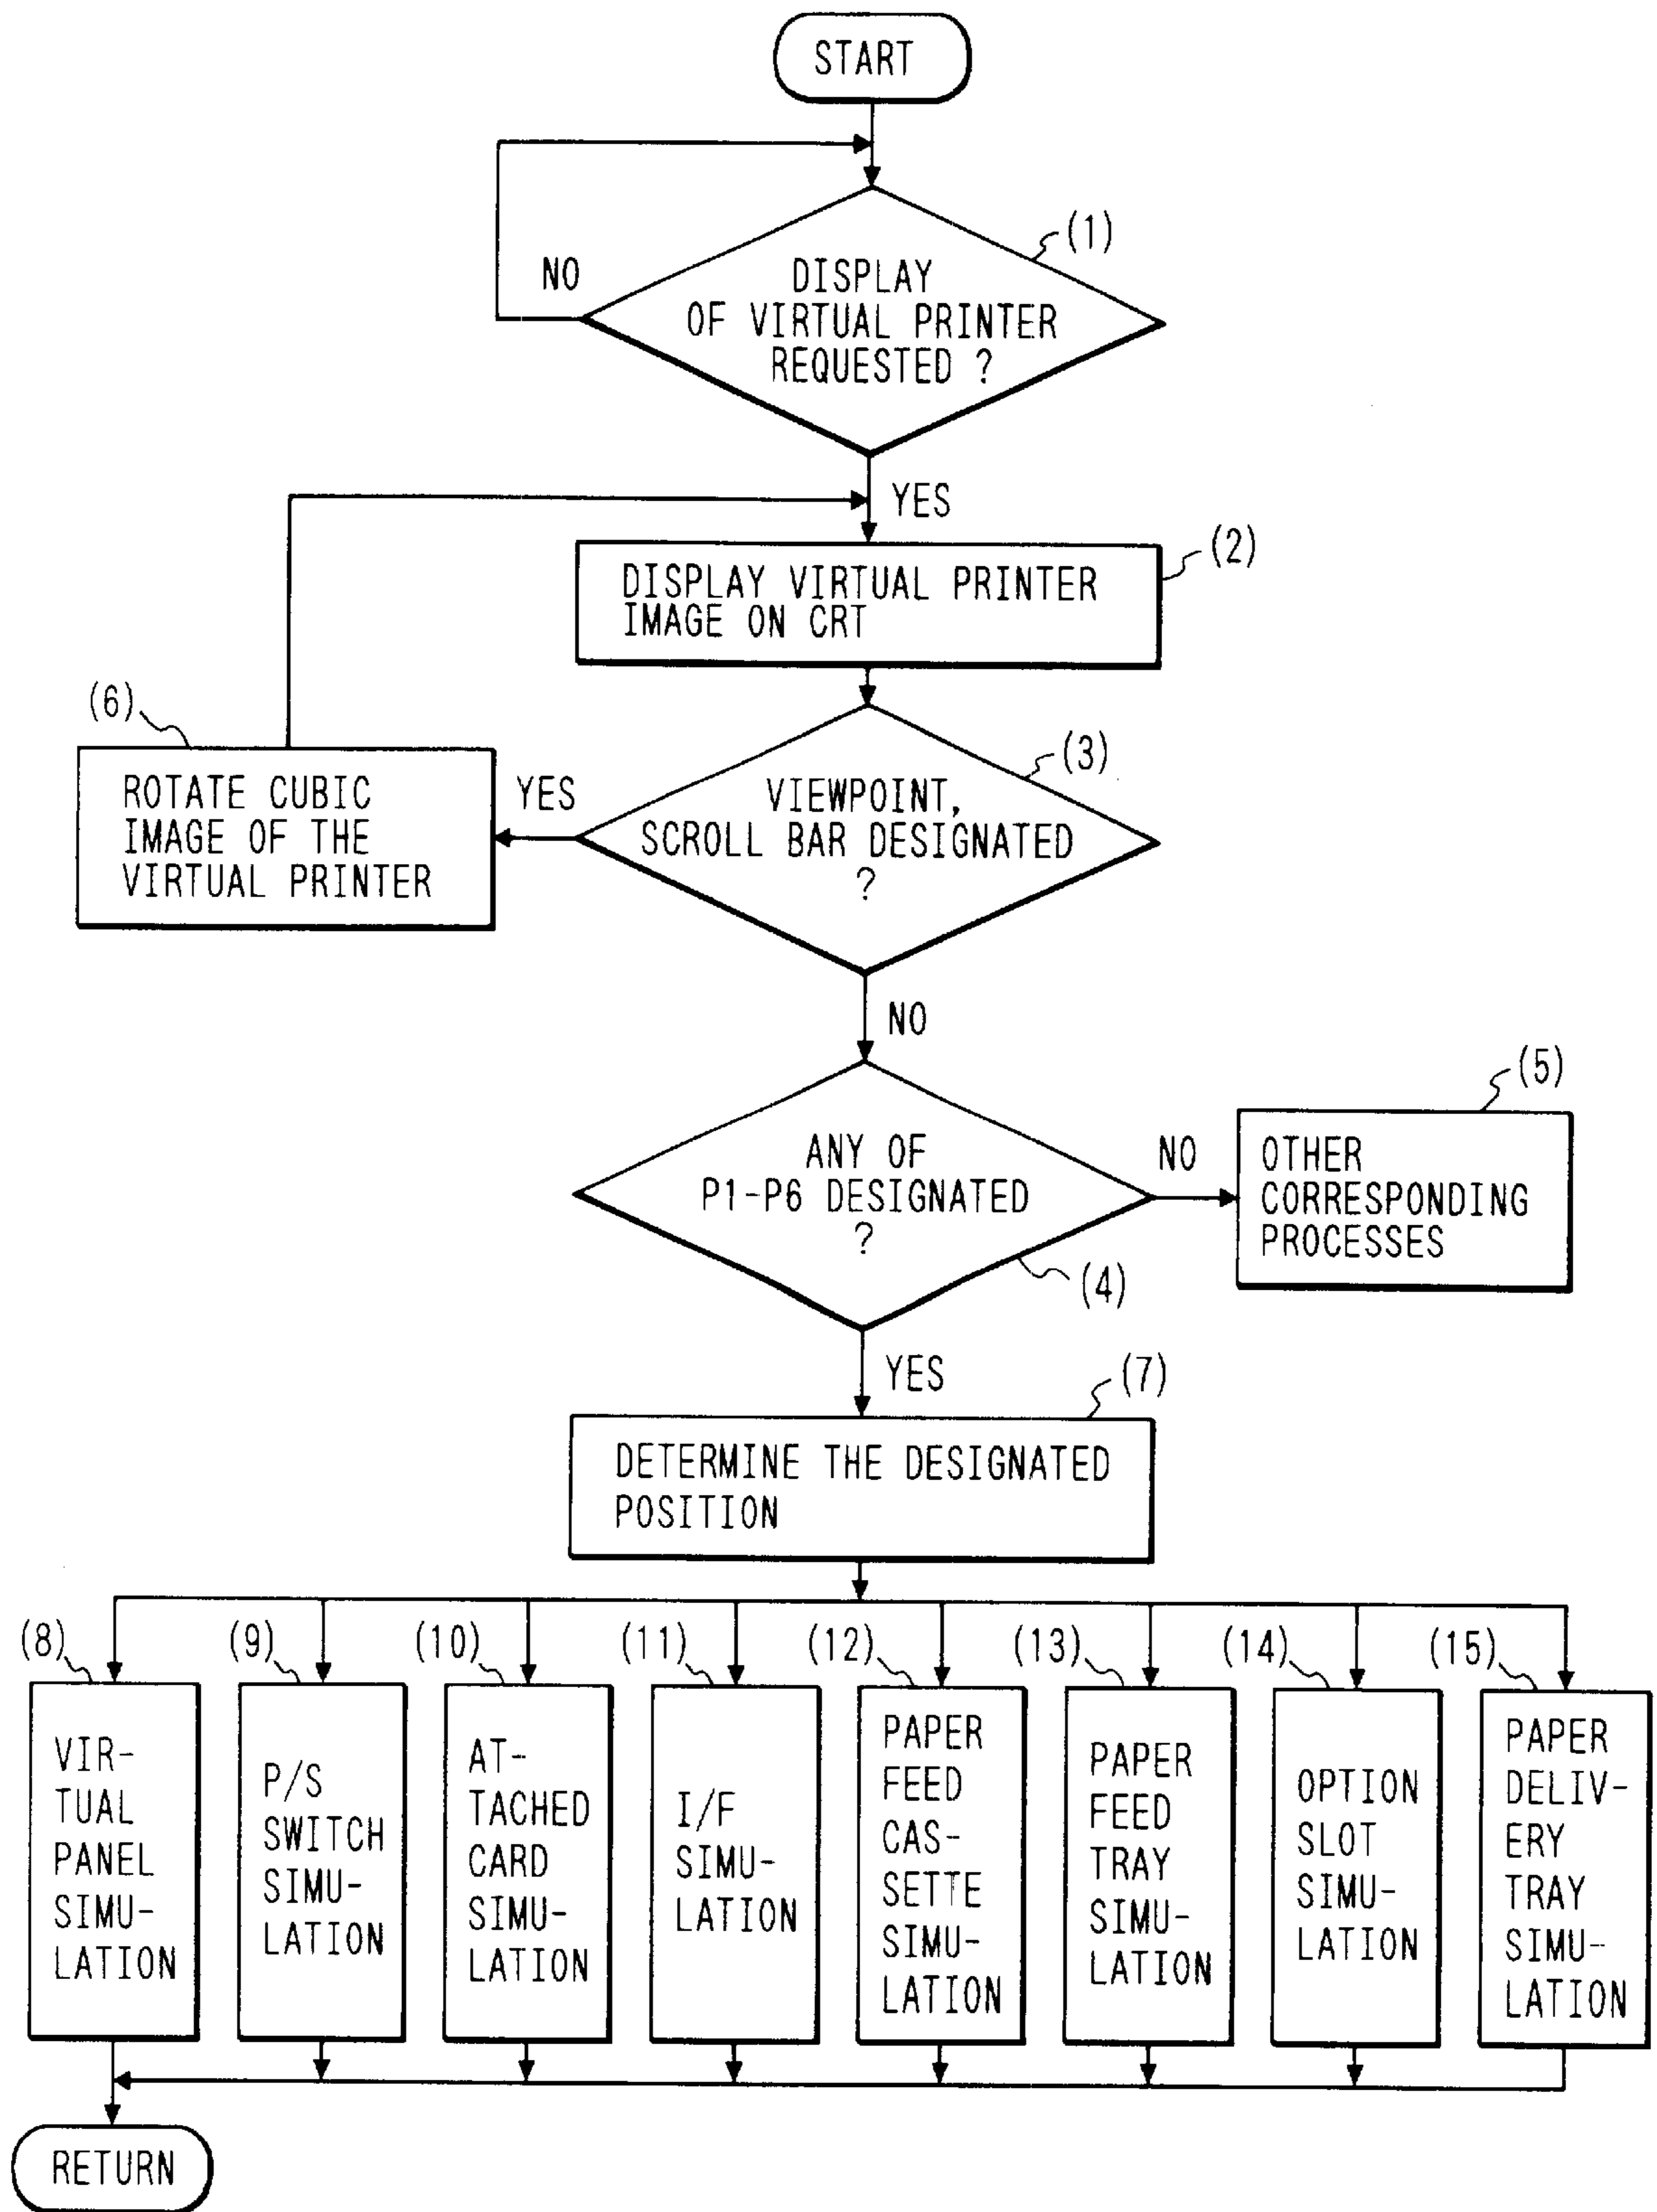 START
(1)
NO
DISPLAY
OF VIRTUAL PRINTER
REQUESTED ?
YES
(2)
DISPLAY VIRTUAL PRINTER
IMAGE ON CRT
(6)
ROTATE CUBIC
IMAGE OF THE
VIRTUAL PRINTER
YES
(3)
VIEWPOINT,
SCROLL BAR DESIGNATED
?
NO
(5)
ANY OF
P1-P6 DESIGNATED
?
NO
OTHER
CORRESPONDING
PROCESSES
(4)
YES
(7)
DETERMINE THE DESIGNATED
POSITION
(8)
VIR-
TUAL
PANEL
SIMU-
LATION
(9)
P/S
SWITCH
SIMU-
LATION
(10)
AT-
TACHED
CARD
SIMU-
LATION
(11)
I/F
SIMU-
LATION
(12)
PAPER
FEED
CAS-
SETTE
SIMU-
LATION
(13)
PAPER
FEED
TRAY
SIMU-
LATION
(14)
OPTION
SLOT
SIMU-
LATION
(15)
PAPER
DELIV-
ERY
TRAY
SIMU-
LATION
RETURN